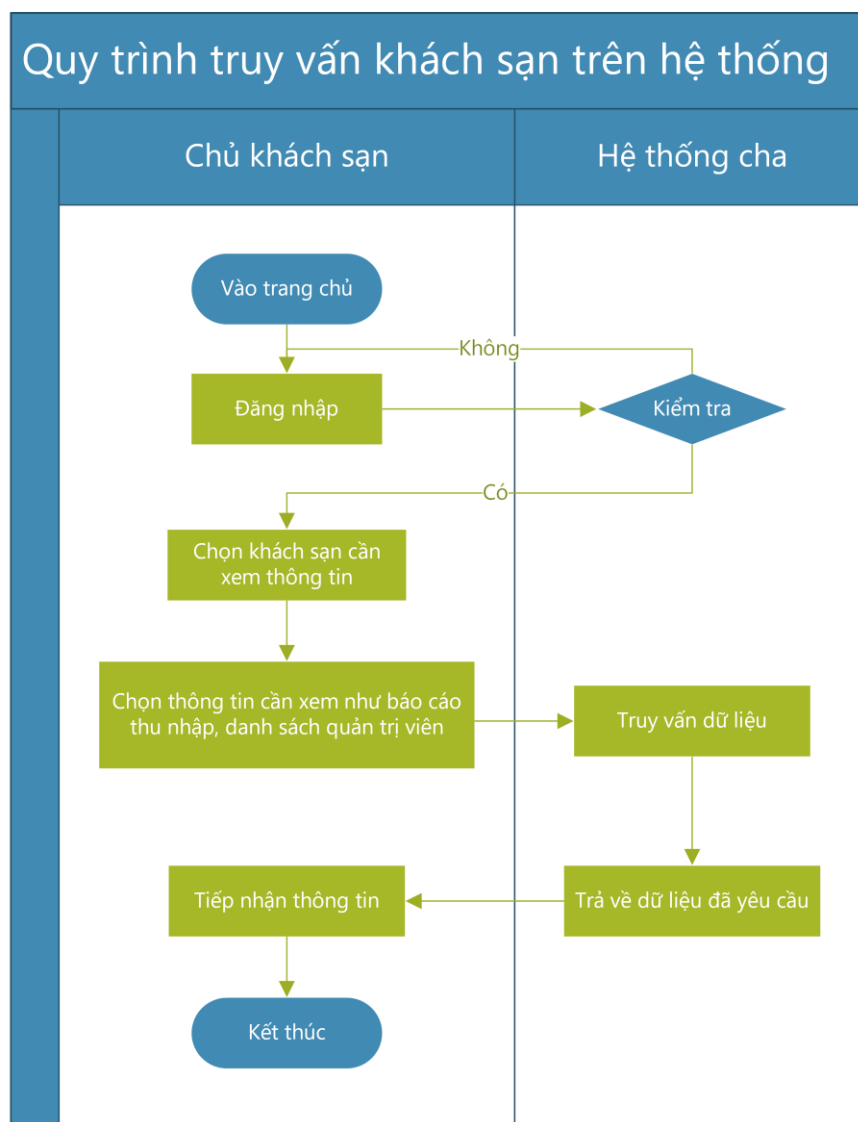 Quy trình truy vấn khách sạn trên hệ thống
Chủ khách sạn
Hệ thống cha
Vào trang chủ
Không
Đăng nhập
Kiểm tra
Có
Chọn khách sạn cần
xem thông tin
Chọn thông tin cần xem như báo cáo
thu nhập, danh sách quản trị viên
Truy vấn dữ liệu
Tiếp nhận thông tin
Trả về dữ liệu đã yêu cầu
Kết thúc